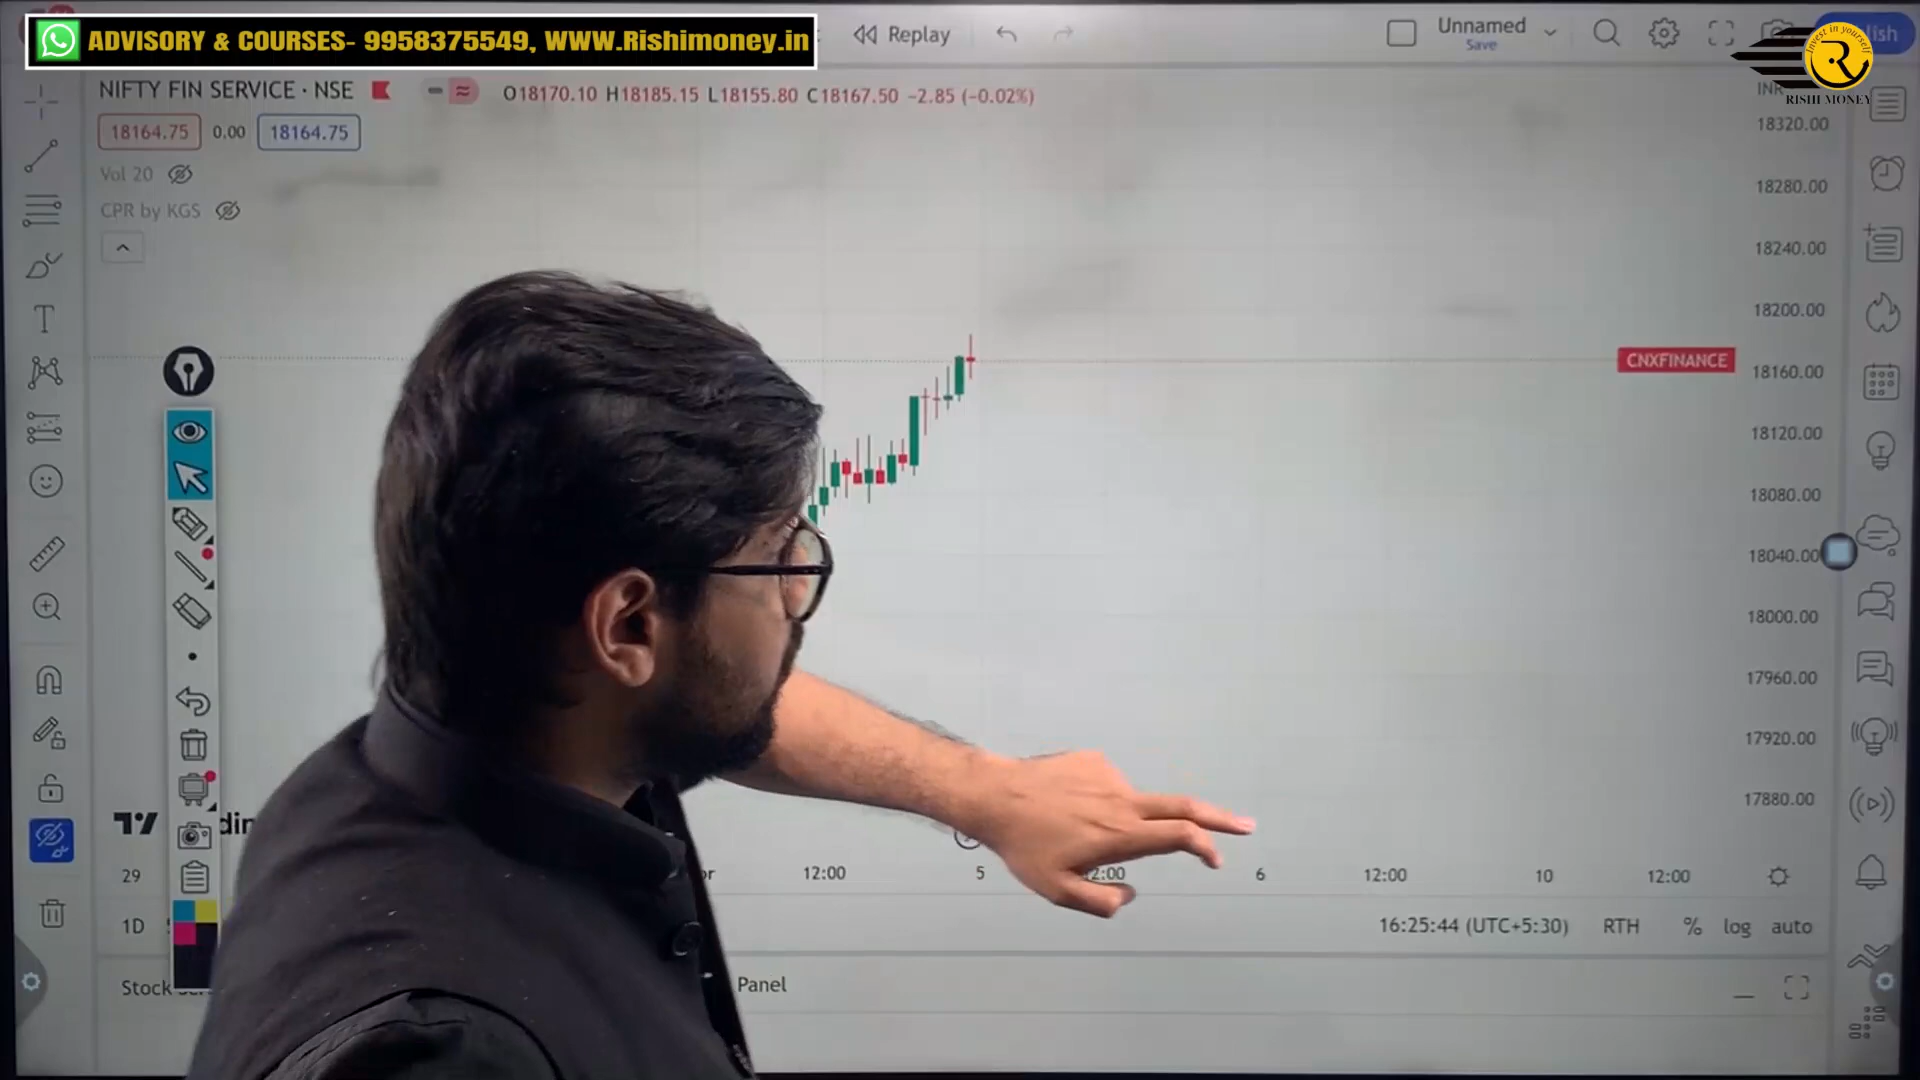 ADVISORY & COURSES- 9958375549, WWW.Rishimoney.in
Replay
Unnamed
Save
lish
Invest in yourself
R
RISHI MONEY
NIFTY FIN SERVICE · NSE
O18170.10 H18185.15 L18155.80 C18167.50 −2.85 (−0.02%)
INR
18164.75 0.00 18164.75
Vol 20
CPR by KGS
18320.00
18280.00
18240.00
18200.00
CNXFINANCE
18160.00
18120.00
18080.00
18040.00
18000.00
17960.00
17920.00
17880.00
T
29 or 12:00 5 12:00 6 12:00 10 12:00
1D
16:25:44 (UTC+5:30) RTH % log auto
Stock
Panel